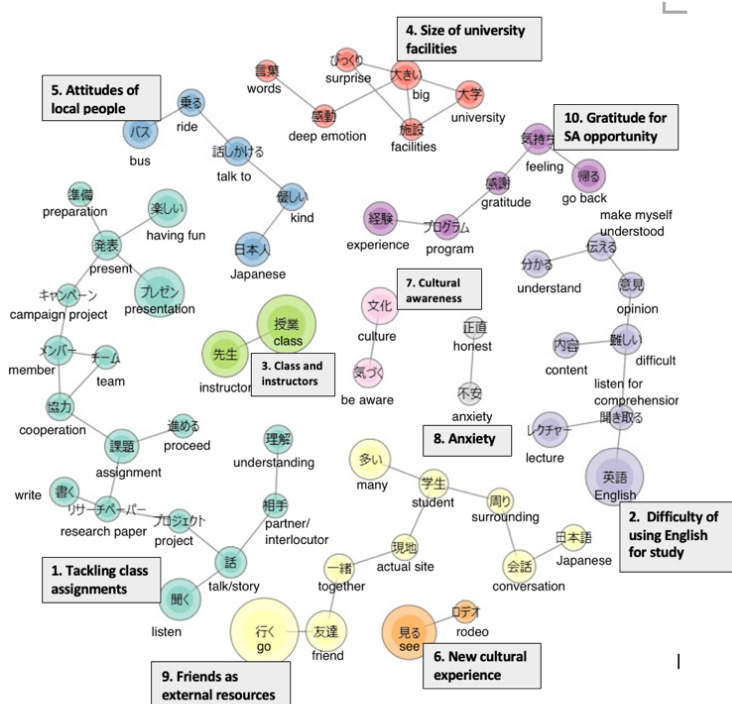 4. Size of university
facilities
びっくり
surprise
言葉
words
大きい
big
大学
university
感動
deep emotion
施設
facilities
5. Attitudes of
local people
乗る
ride
バス
bus
話しかける
talk to
優しい
kind
日本人
Japanese
10. Gratitude for
SA opportunity
気持ち
feeling
帰る
go back
感謝
gratitude
経験
experience
プログラム
program
準備
preparation
楽しい
having fun
発表
present
プレゼン
presentation
キャンペーン
campaign project
メンバー
member
チーム
team
協力
cooperation
課題
assignment
進める
proceed
書く
write
リサーチペーパー
research paper
プロジェクト
project
理解
understanding
相手
partner/
interlocutor
話
talk/story
聞く
listen
1. Tackling class
assignments
授業
class
先生
instructor
3. Class and
instructors
7. Cultural
awareness
文化
culture
気づく
be aware
正直
honest
不安
anxiety
8. Anxiety
make myself
understood
伝える
分かる
understand
意見
opinion
難しい
difficult
内容
content
listen for
comprehension
聞き取る
レクチャー
lecture
英語
English
2. Difficulty of
using English
for study
多い
many
学生
student
周り
surrounding
現地
actual site
日本語
Japanese
会話
conversation
一緒
together
行く
go
友達
friend
9. Friends as
external resources
見る
see
ロデオ
rodeo
6. New cultural
experience